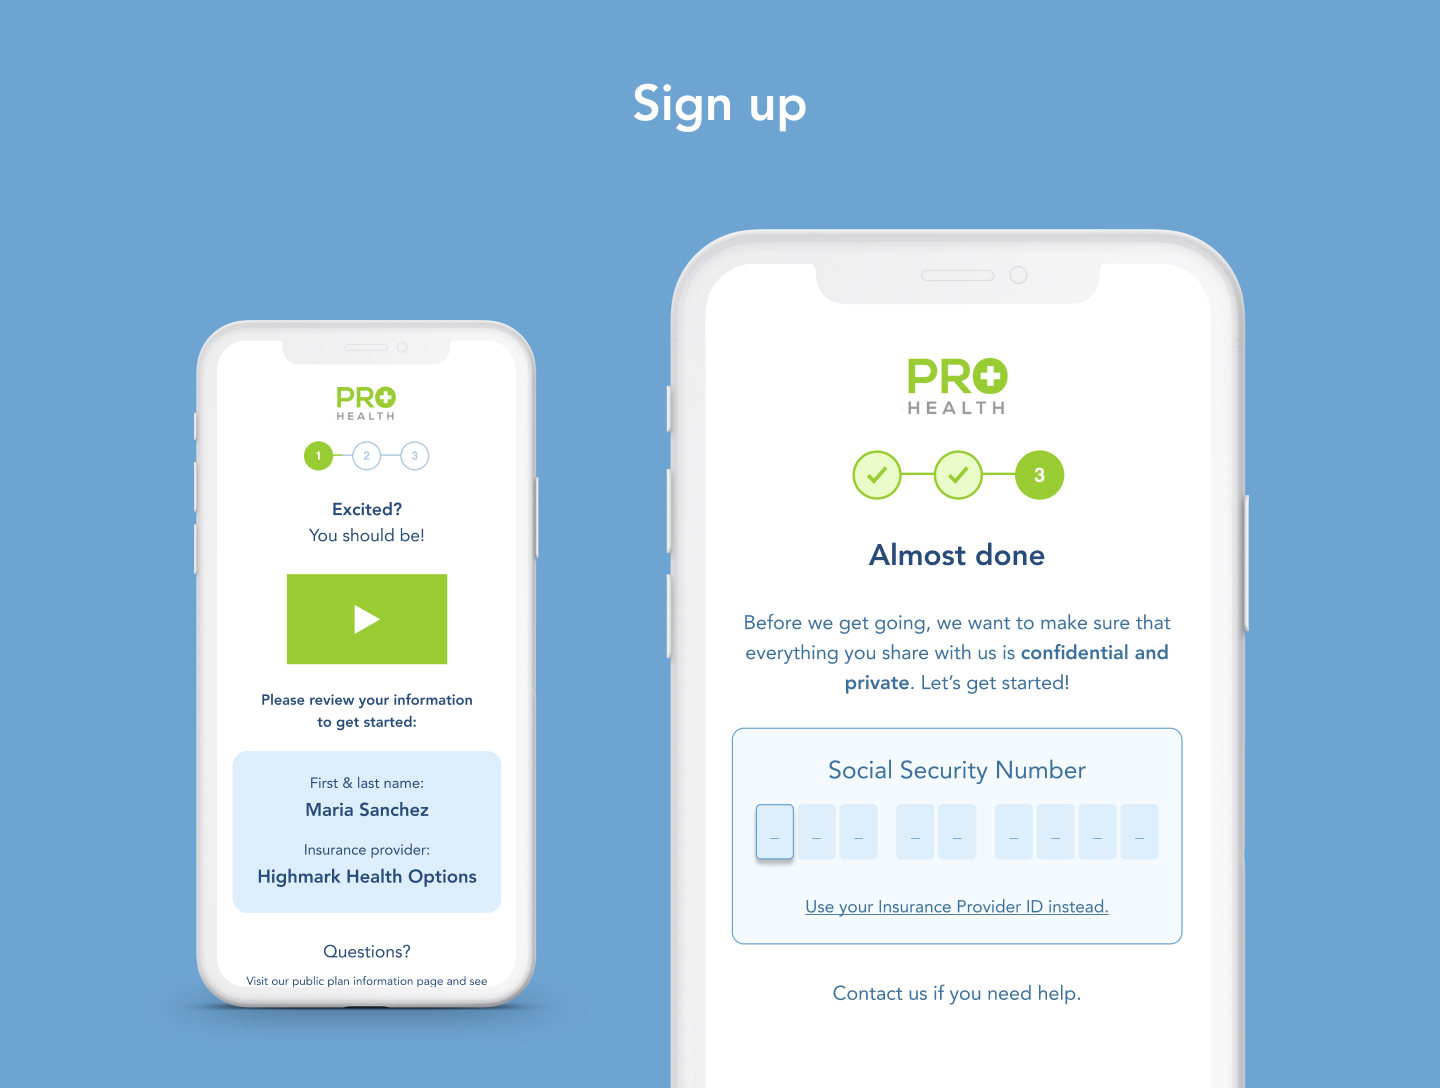 Sign up
PRO
HEALTH
1 2 3
Excited?
You should be!
Please review your information
to get started:
First & last name:
Maria Sanchez
Insurance provider:
Highmark Health Options
Questions?
Visit our public plan information page and see
PRO
HEALTH
3
Almost done
Before we get going, we want to make sure that
everything you share with us is confidential and
private. Let's get started!
Social Security Number
_ _ _ _ _ _ _ _ _
Use your Insurance Provider ID instead.
Contact us if you need help.